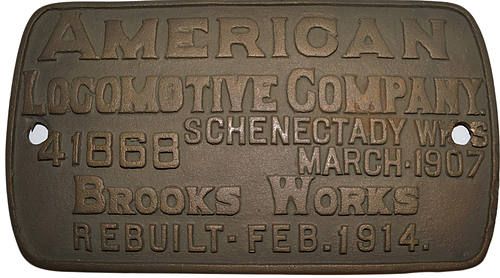 AMERICAN
LOCOMOTIVE COMPANY
41868
SCHENECTADY WKS
MARCH·1907
BROOKS WORKS
REBUILT-FEB.1914.